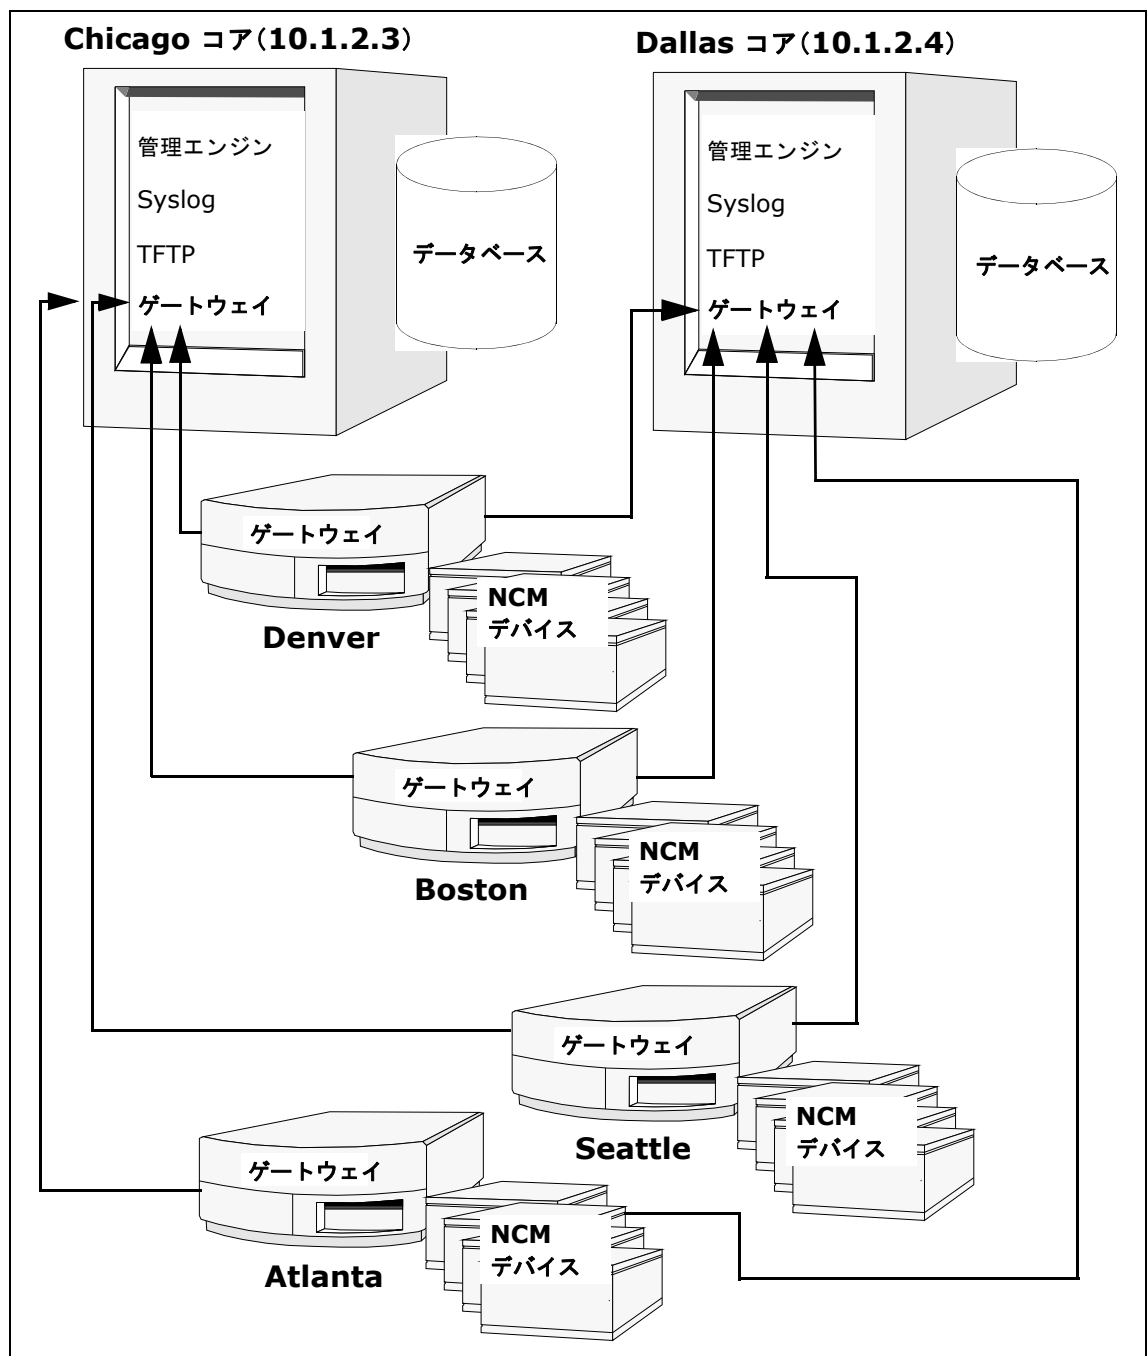 Chicago コア(10.1.2.3)
管理エンジン
Syslog
TFTP
ゲートウェイ
データベース
Dallas コア(10.1.2.4)
管理エンジン
Syslog
TFTP
ゲートウェイ
データベース
ゲートウェイ
Denver
NCM
デバイス
ゲートウェイ
Boston
NCM
デバイス
ゲートウェイ
Seattle
NCM
デバイス
ゲートウェイ
Atlanta
NCM
デバイス